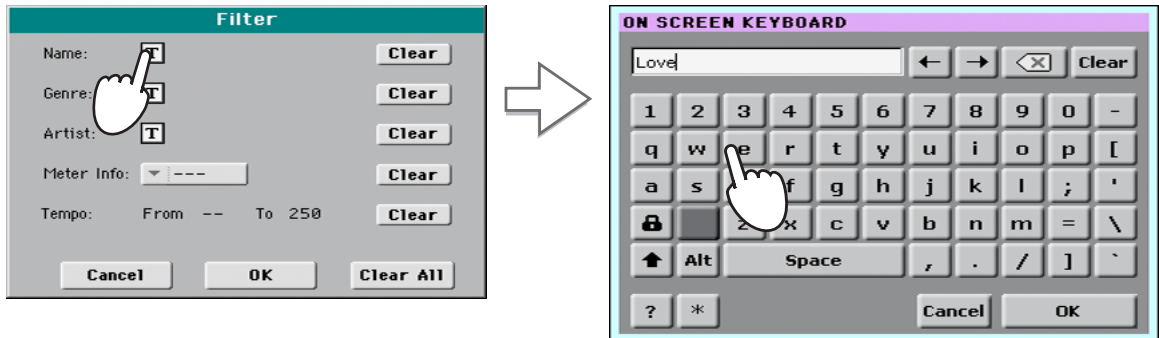 Filter
Name: T Clear
Genre: T Clear
Artist: T Clear
Meter Info: --- Clear
Tempo: From -- To 250 Clear
Cancel OK Clear All
ON SCREEN KEYBOARD
Love ← → Clear
1 2 3 4 5 6 7 8 9 0 -
q w e r t y u i o p [
a s f g h j k l ; '
z x c v b n m = \
Alt Space , . / ] `
? * Cancel OK